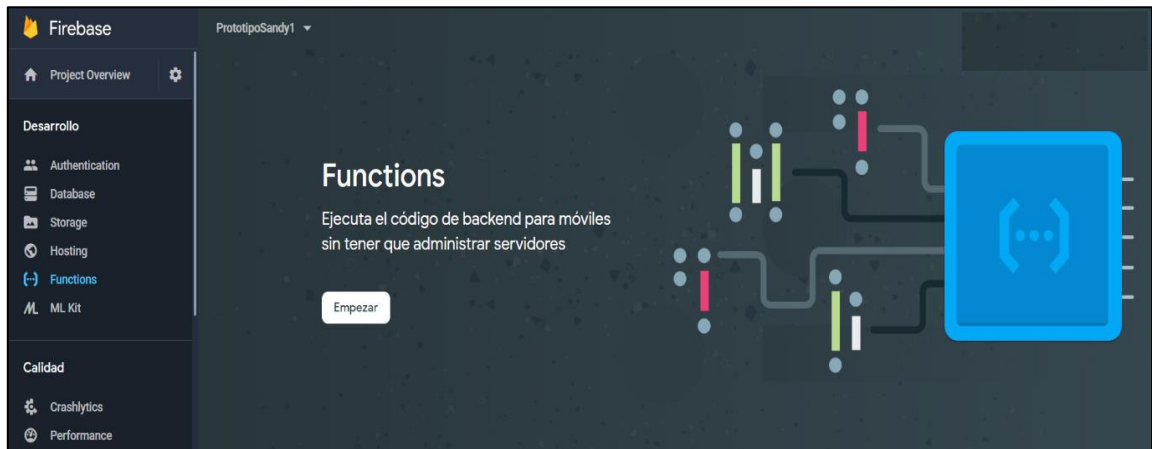 Firebase
PrototipoSandy1
Project Overview
Desarrollo
Authentication
Database
Storage
Hosting
Functions
ML Kit
Calidad
Crashlytics
Performance
Functions
Ejecuta el código de backend para móviles
sin tener que administrar servidores
Empezar